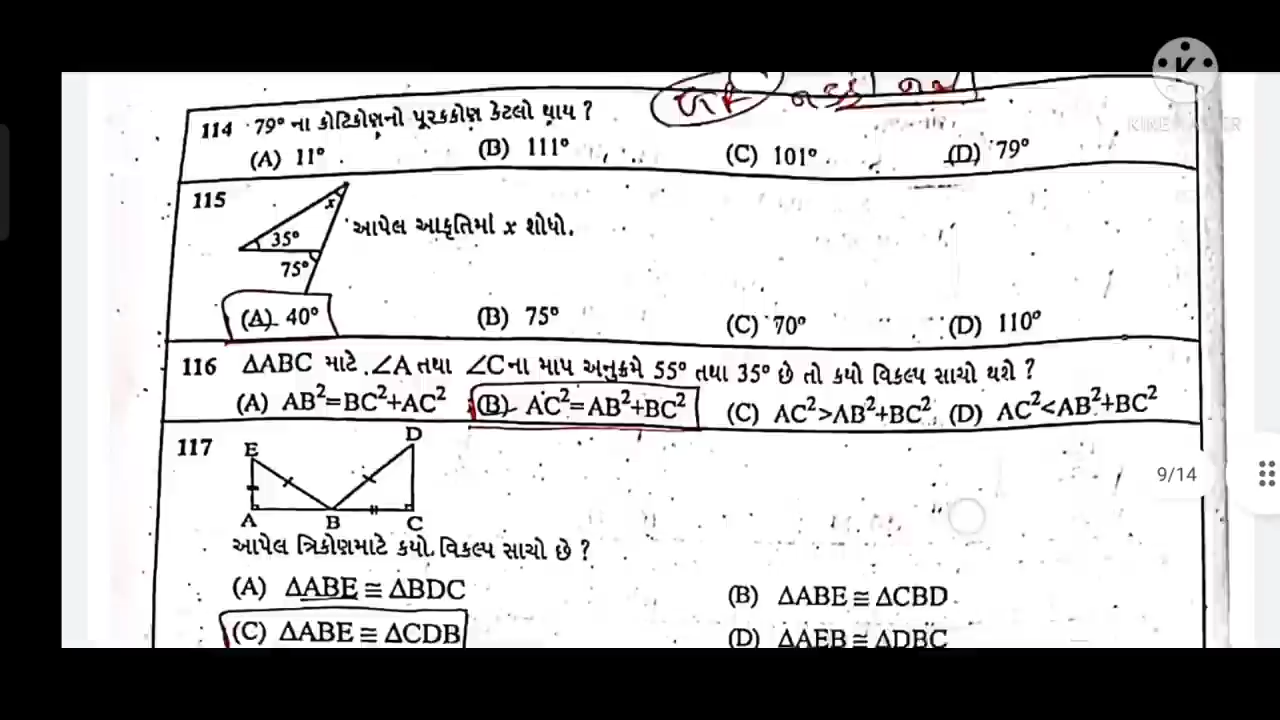 KINEMASTER
114 79° ના કોટિકોણનો પૂરકકોણ કેટલો થાય ?
(A) 11° (B) 111° (C) 101° (D) 79°
115
x
35° આપેલ આકૃતિમાં x શોધો.
75°
(A) 40° (B) 75° (C) 70° (D) 110°
116 ΔABC માટે ∠A તથા ∠Cના માપ અનુક્રમે 55° તથા 35° છે તો કયો વિકલ્પ સાચો થશે ?
(A) AB²=BC²+AC² (B) AC²=AB²+BC² (C) AC²>AB²+BC² (D) AC²<AB²+BC²
117
E D
9/14
A B C
આપેલ ત્રિકોણમાટે કયો વિકલ્પ સાચો છે ?
(A) ΔABE ≅ ΔBDC (B) ΔABE ≅ ΔCBD
(C) ΔABE ≅ ΔCDB (D) ΔAEB ≅ ΔDBC